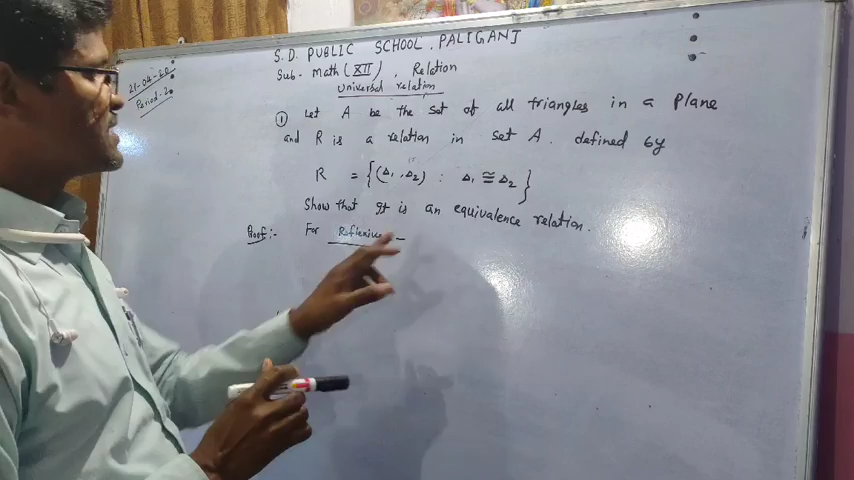 S.D. PUBLIC SCHOOL, PALIGANJ
Sub- Math (XII), Relation
21-04-20
Period-2
Universal relation
① Let A be the set of all triangles in a plane
and R is a relation in set A. defined by
R = {(Δ₁, Δ₂) : Δ₁ ≅ Δ₂}
Show that It is an equivalence relation.
Proof:- For Reflexive